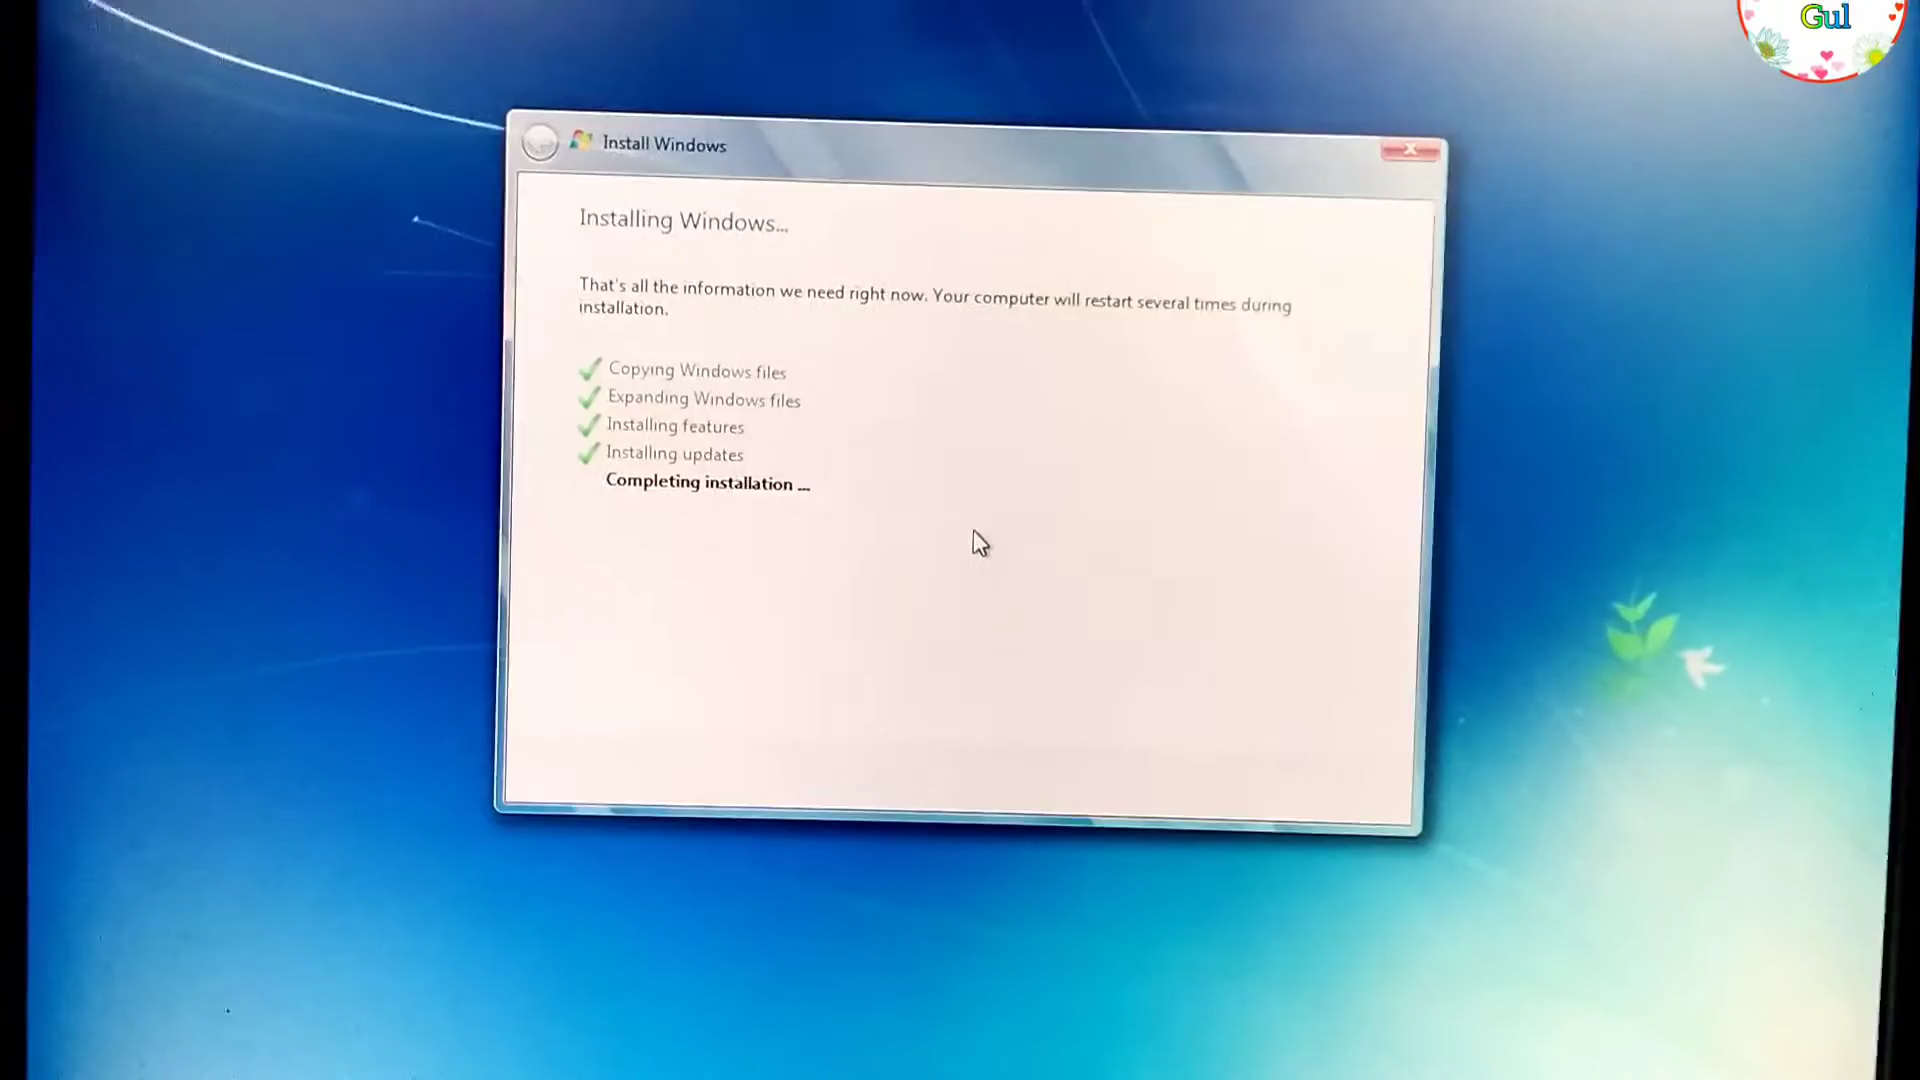 Gul
Install Windows
Installing Windows...
That's all the information we need right now. Your computer will restart several times during
installation.
Copying Windows files
Expanding Windows files
Installing features
Installing updates
Completing installation ...